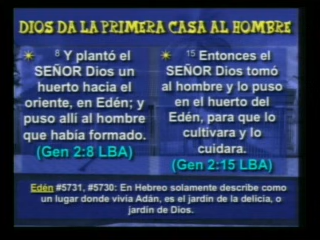 DIOS DA LA PRIMERA CASA AL HOMBRE
8 Y plantó el
SEÑOR Dios un
huerto hacia el
oriente, en Edén; y
puso allí al hombre
que había formado.
(Gen 2:8 LBA)
15 Entonces el
SEÑOR Dios tomó
al hombre y lo puso
en el huerto del
Edén, para que lo
cultivara y lo
cuidara.
(Gen 2:15 LBA)
Edén #5731, #5730: En Hebreo solamente describe como
un lugar donde vivía Adán, es el jardín de la delicia, o
jardín de Dios.